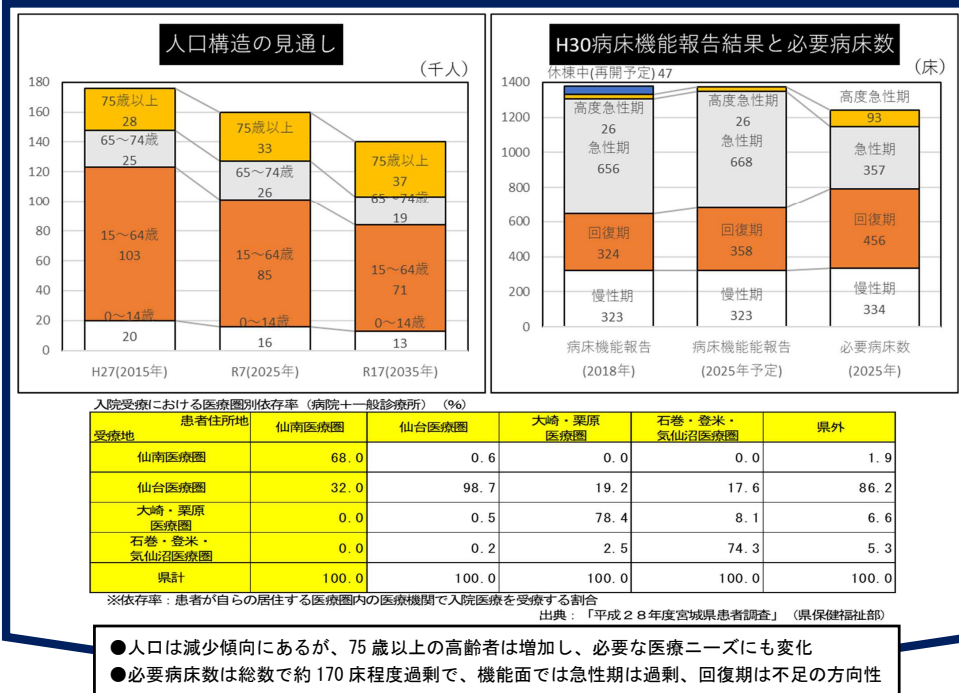 人口構造の見通し
（千人）
180
160
140
120
100
80
60
40
20
0
75歳以上
28
65～74歳
25
15～64歳
103
0～14歳
20
75歳以上
33
65～74歳
26
15～64歳
85
0～14歳
16
75歳以上
37
65～74歳
19
15～64歳
71
0～14歳
13
H27(2015年)
R7(2025年)
R17(2035年)
H30病床機能報告結果と必要病床数
（床）
休棟中(再開予定) 47
1400
1200
1000
800
600
400
200
0
高度急性期
26
急性期
656
回復期
324
慢性期
323
高度急性期
26
急性期
668
回復期
358
慢性期
323
高度急性期
93
急性期
357
回復期
456
慢性期
334
病床機能報告
(2018年)
病床機能能報告
(2025年予定)
必要病床数
(2025年)
入院受療における医療圏別依存率（病院＋一般診療所）（%）
患者住所地
受療地
仙南医療圏
仙台医療圏
大崎・栗原
医療圏
石巻・登米・
気仙沼医療圏
県外
仙南医療圏 68.0 0.6 0.0 0.0 1.9
仙台医療圏 32.0 98.7 19.2 17.6 86.2
大崎・栗原
医療圏 0.0 0.5 78.4 8.1 6.6
石巻・登米・
気仙沼医療圏 0.0 0.2 2.5 74.3 5.3
県計 100.0 100.0 100.0 100.0 100.0
※依存率：患者が自らの居住する医療圏内の医療機関で入院医療を受療する割合
出典：「平成２８年度宮城県患者調査」（県保健福祉部）
●人口は減少傾向にあるが、75 歳以上の高齢者は増加し、必要な医療ニーズにも変化
●必要病床数は総数で約 170 床程度過剰で、機能面では急性期は過剰、回復期は不足の方向性